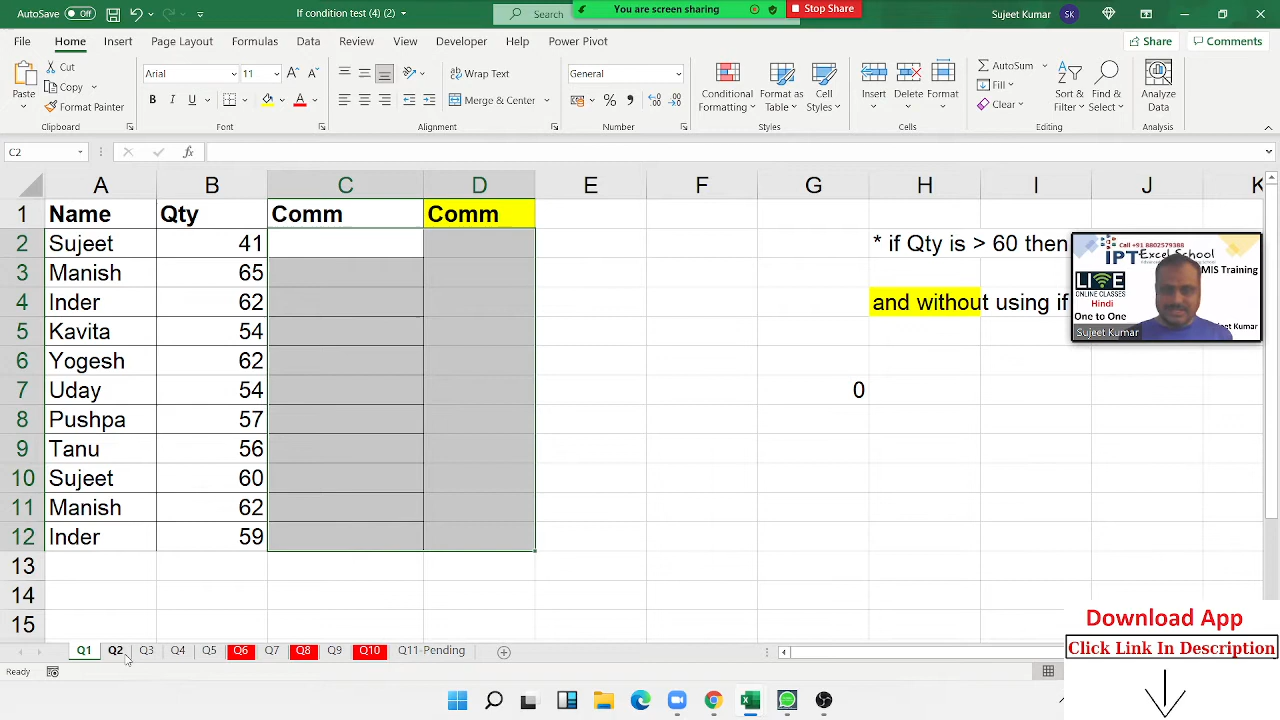 AutoSave Off If condition test (4) (2) Search You are screen sharing Stop Share Sujeet Kumar SK
File Home Insert Page Layout Formulas Data Review View Developer Help Power Pivot Share Comments
Paste Cut Copy Format Painter Clipboard
Arial 11 B I U Font
Wrap Text Merge & Center Alignment
General Number
Conditional Formatting Format as Table Cell Styles Styles
Insert Delete Format Cells
AutoSum Fill Clear Sort & Filter Find & Select Editing
Analyze Data Analysis
C2 fx
A B C D E F G H I J K
1 Name Qty Comm Comm
2 Sujeet 41 * if Qty is > 60 then
3 Manish 65
4 Inder 62 and without using if
5 Kavita 54
6 Yogesh 62
7 Uday 54 0
8 Pushpa 57
9 Tanu 56
10 Sujeet 60
11 Manish 62
12 Inder 59
13
14
15
Call +91 8802579388
IPT Excel School
MIS Training
LIVE
ONLINE CLASSES
Hindi
One to One
Sujeet Kumar
Q1 Q2 Q3 Q4 Q5 Q6 Q7 Q8 Q9 Q10 Q11-Pending
Ready
Download App
Click Link In Description